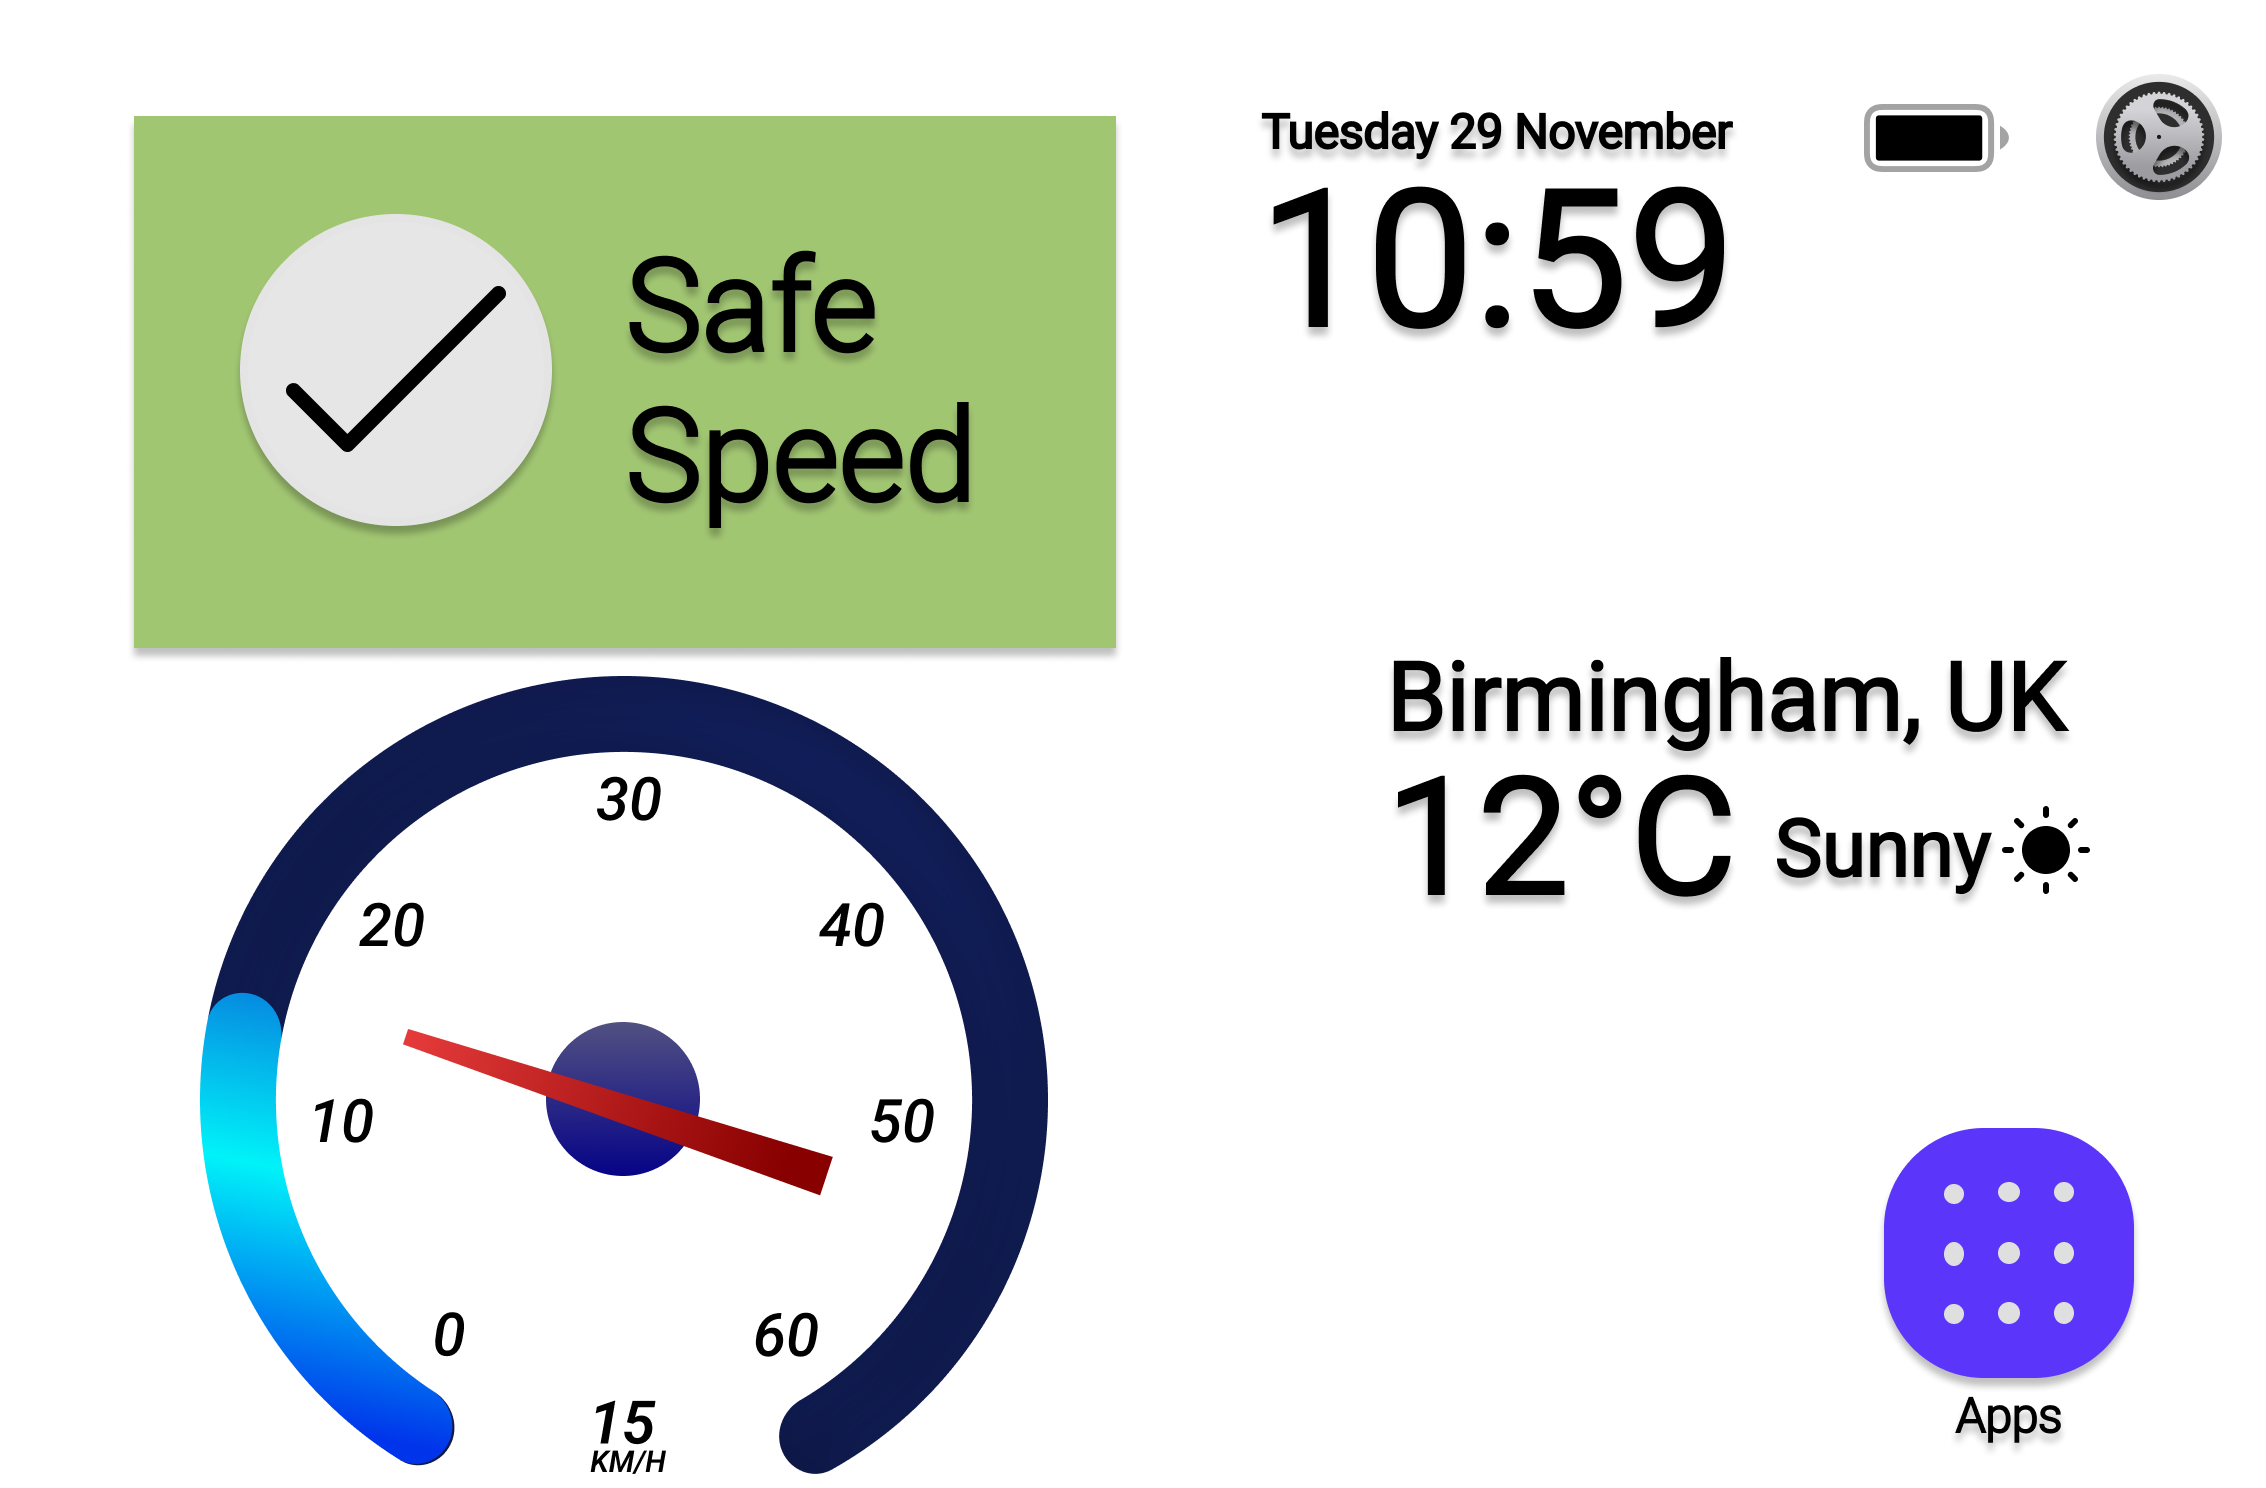 Safe
Speed
Tuesday 29 November
10:59
Birmingham, UK
12°C Sunny
30
20
40
10
50
0
60
15
KM/H
Apps